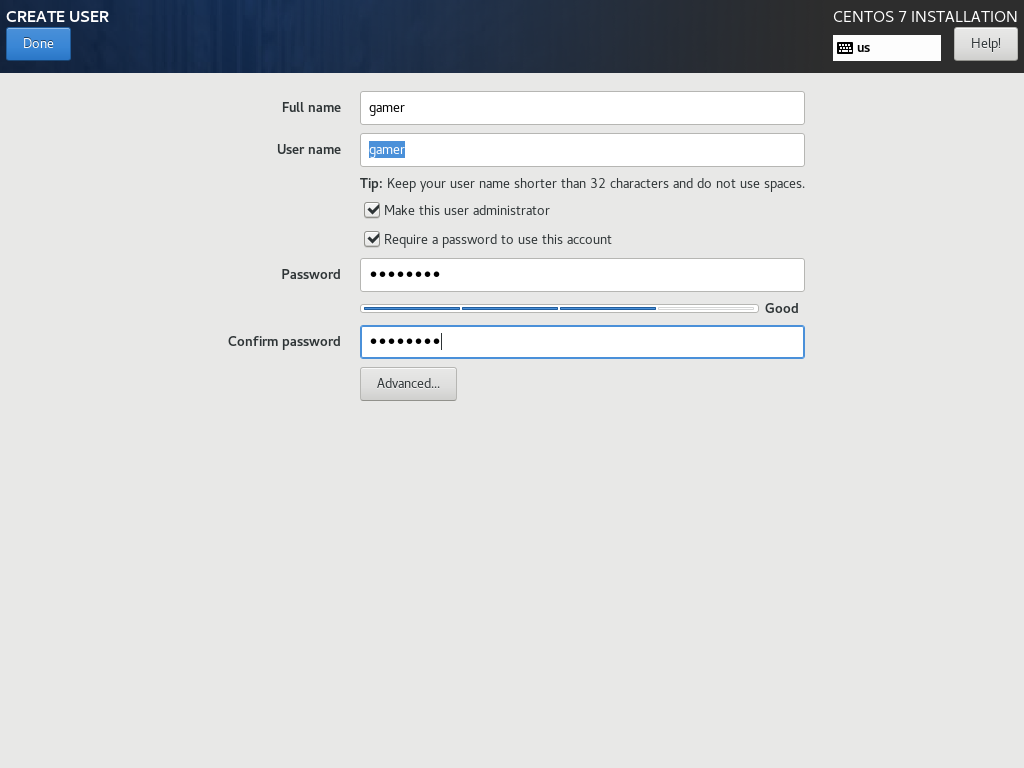 CREATE USER
CENTOS 7 INSTALLATION
Done
us
Help!
Full name
gamer
User name
gamer
Tip: Keep your user name shorter than 32 characters and do not use spaces.
Make this user administrator
Require a password to use this account
Password
●●●●●●●●
Good
Confirm password
●●●●●●●●
Advanced...